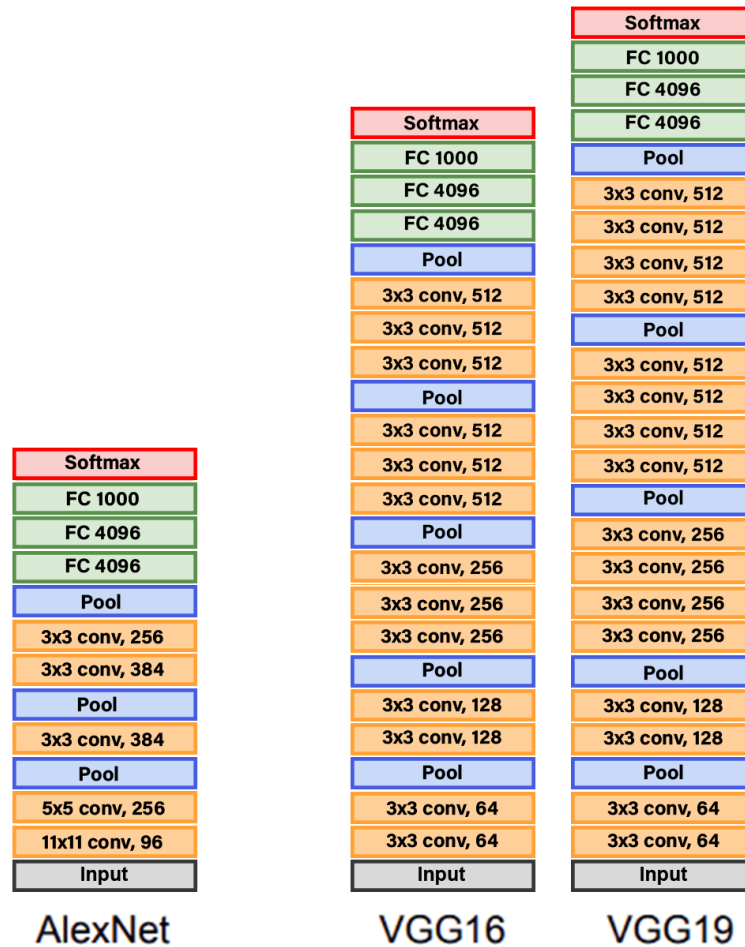 Softmax
FC 1000
FC 4096
FC 4096
Pool
3x3 conv, 256
3x3 conv, 384
Pool
3x3 conv, 384
Pool
5x5 conv, 256
11x11 conv, 96
Input
AlexNet
Softmax
FC 1000
FC 4096
FC 4096
Pool
3x3 conv, 512
3x3 conv, 512
3x3 conv, 512
Pool
3x3 conv, 512
3x3 conv, 512
3x3 conv, 512
Pool
3x3 conv, 256
3x3 conv, 256
3x3 conv, 256
Pool
3x3 conv, 128
3x3 conv, 128
Pool
3x3 conv, 64
3x3 conv, 64
Input
VGG16
Softmax
FC 1000
FC 4096
FC 4096
Pool
3x3 conv, 512
3x3 conv, 512
3x3 conv, 512
3x3 conv, 512
Pool
3x3 conv, 512
3x3 conv, 512
3x3 conv, 512
3x3 conv, 512
Pool
3x3 conv, 256
3x3 conv, 256
3x3 conv, 256
3x3 conv, 256
Pool
3x3 conv, 128
3x3 conv, 128
Pool
3x3 conv, 64
3x3 conv, 64
Input
VGG19